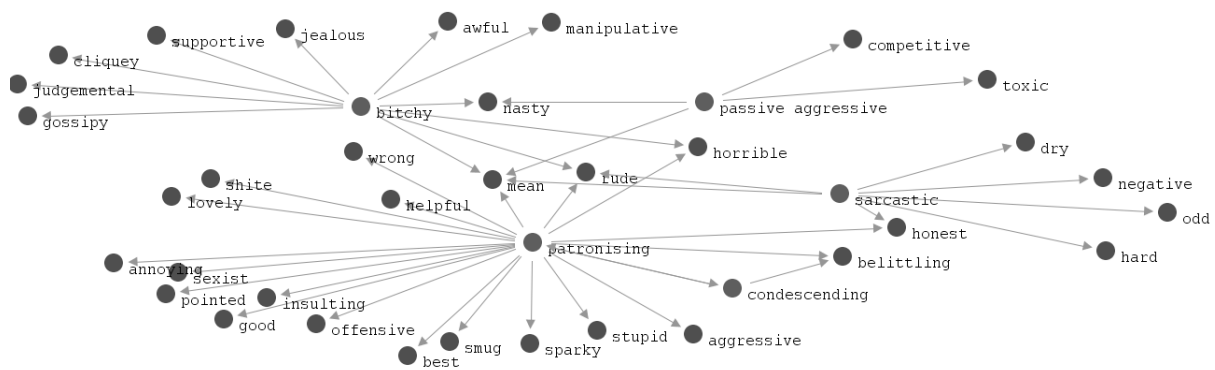 awful
manipulative
jealous
supportive
competitive
cliquey
toxic
judgemental
nasty
passive aggressive
bitchy
gossipy
dry
horrible
wrong
rude
negative
shite
mean
sarcastic
lovely
helpful
odd
honest
patronising
hard
belittling
annoying
sexist
condescending
pointed
insulting
good
offensive
stupid
aggressive
smug
sparky
best